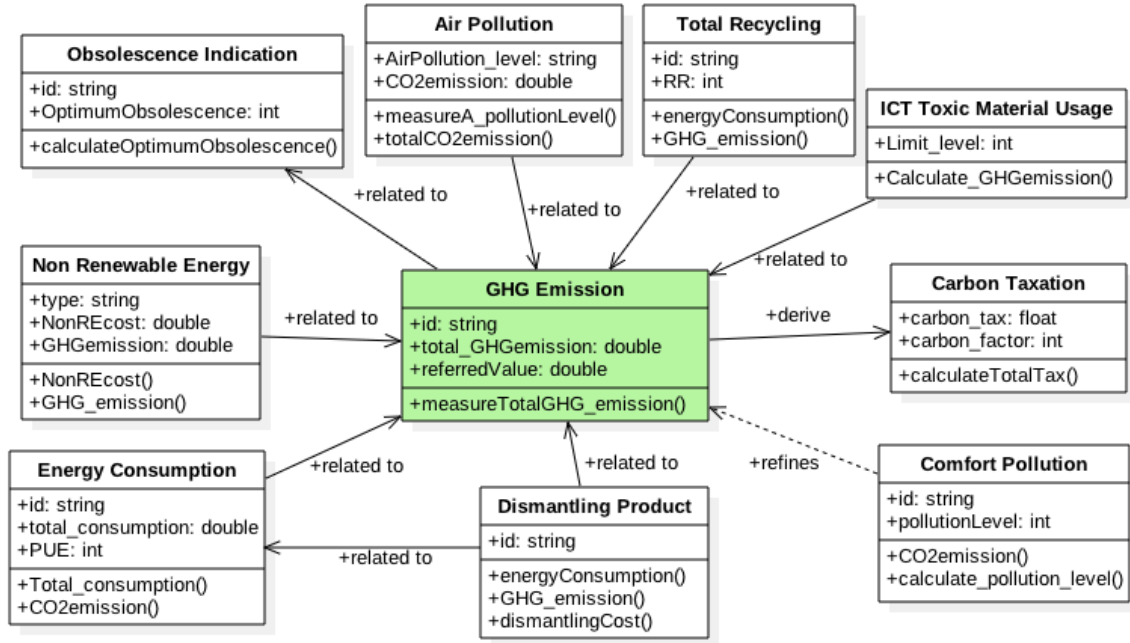 Obsolescence Indication
+id: string
+OptimumObsolescence: int
+calculateOptimumObsolescence()
Air Pollution
+AirPollution_level: string
+CO2emission: double
+measureA_pollutionLevel()
+totalCO2emission()
Total Recycling
+id: string
+RR: int
+energyConsumption()
+GHG_emission()
ICT Toxic Material Usage
+Limit_level: int
+Calculate_GHGemission()
+related to
+related to
+related to
+related to
Non Renewable Energy
+type: string
+NonREcost: double
+GHGemission: double
+NonREcost()
+GHG_emission()
+related to
GHG Emission
+id: string
+total_GHGemission: double
+referredValue: double
+measureTotalGHG_emission()
+derive
Carbon Taxation
+carbon_tax: float
+carbon_factor: int
+calculateTotalTax()
Energy Consumption
+id: string
+total_consumption: double
+PUE: int
+Total_consumption()
+CO2emission()
+related to
+related to
+related to
Dismantling Product
+id: string
+energyConsumption()
+GHG_emission()
+dismantlingCost()
+refines
Comfort Pollution
+id: string
+pollutionLevel: int
+CO2emission()
+calculate_pollution_level()